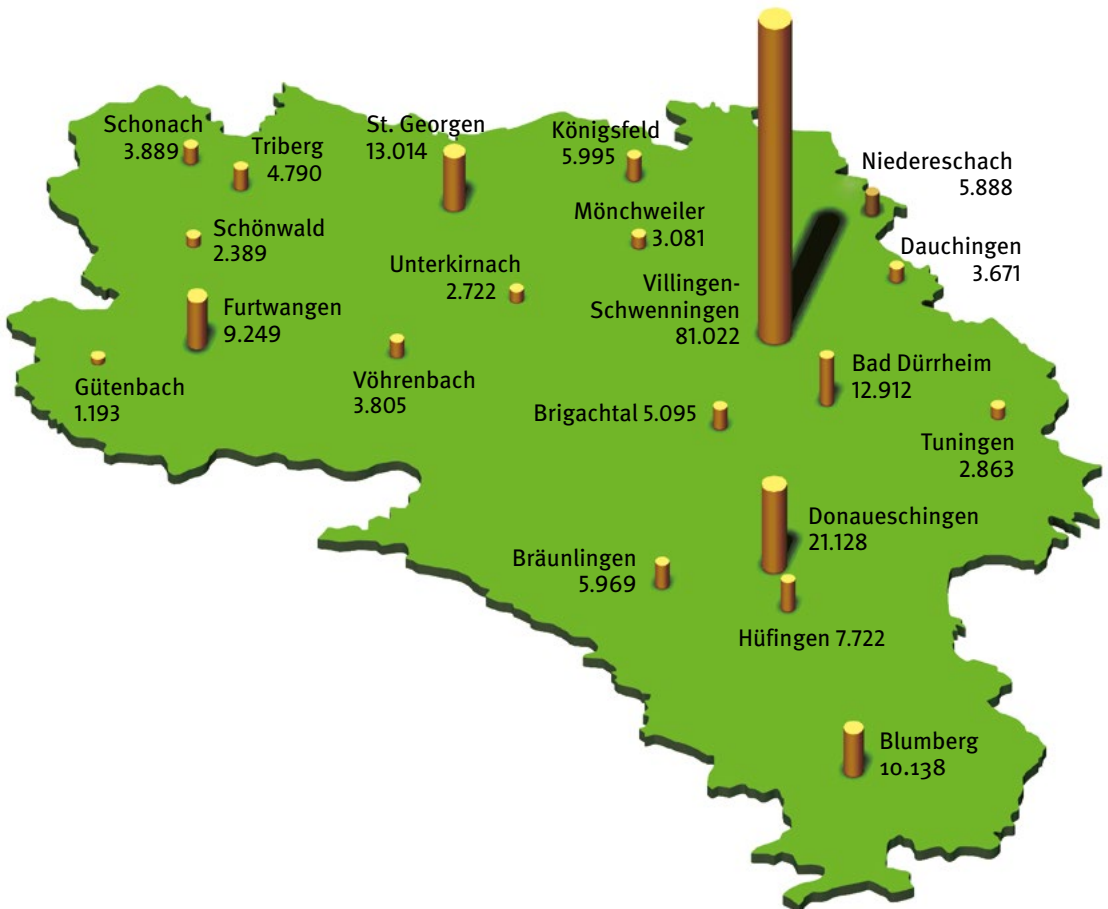 Schonach
3.889
Triberg
4.790
St. Georgen
13.014
Königsfeld
5.995
Niedereschach
5.888
Schönwald
2.389
Mönchweiler
3.081
Dauchingen
3.671
Unterkirnach
2.722
Villingen-
Schwenningen
81.022
Furtwangen
9.249
Gütenbach
1.193
Vöhrenbach
3.805
Bad Dürrheim
12.912
Brigachtal 5.095
Tuningen
2.863
Donaueschingen
21.128
Bräunlingen
5.969
Hüfingen 7.722
Blumberg
10.138